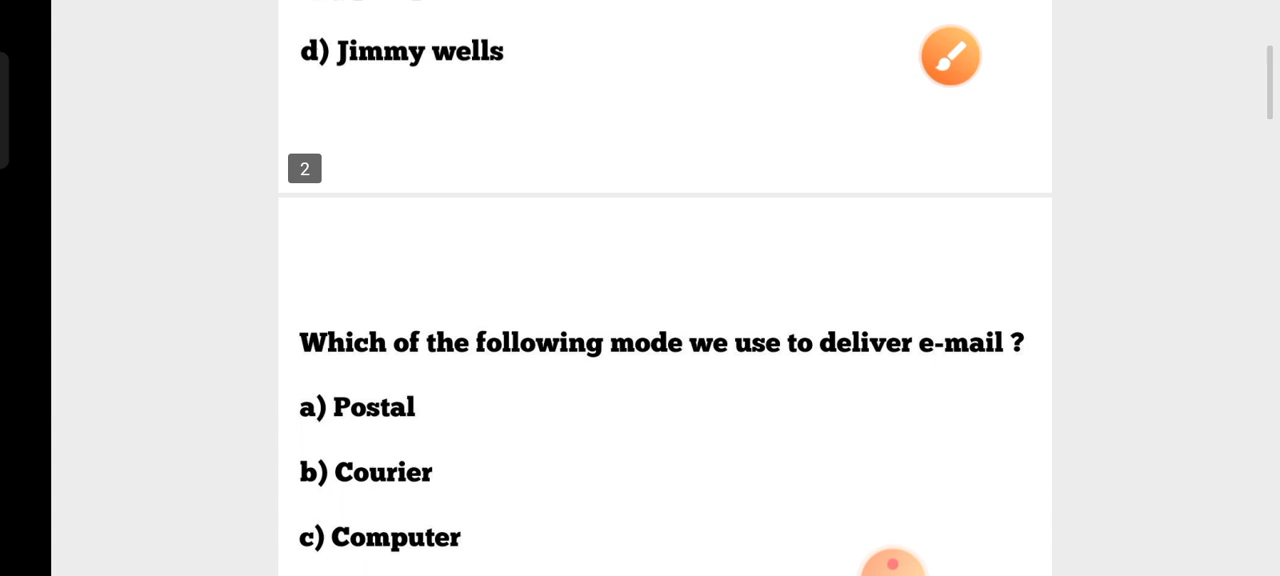 d) Jimmy wells
2
Which of the following mode we use to deliver e-mail ?
a) Postal
b) Courier
c) Computer